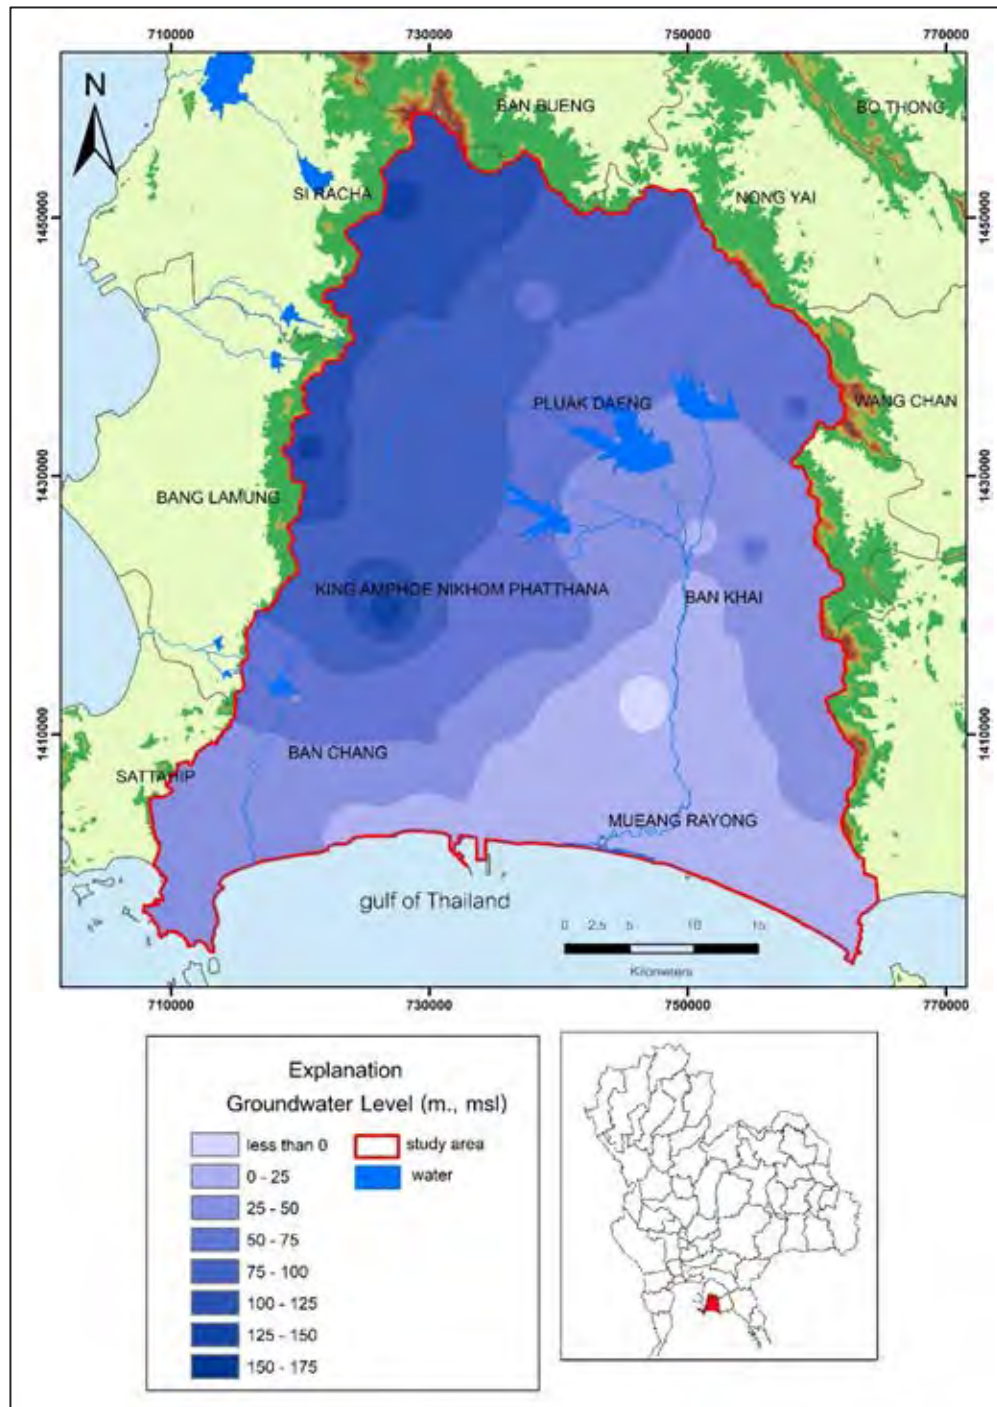 710000 730000 750000 770000
N
BAN BUENG
BO THONG
SI RACHA
NONG YAI
1450000 1450000
PLUAK DAENG
WANG CHAN
1430000 1430000
BANG LAMUNG
KING AMPHOE NIKHOM PHATTHANA
BAN KHAI
1410000 1410000
BAN CHANG
SATTAHIP
MUEANG RAYONG
gulf of Thailand
0 2.5 5 10 15
Kilometers
710000 730000 750000 770000
Explanation
Groundwater Level (m., msl)
less than 0
study area
0 - 25
water
25 - 50
50 - 75
75 - 100
100 - 125
125 - 150
150 - 175